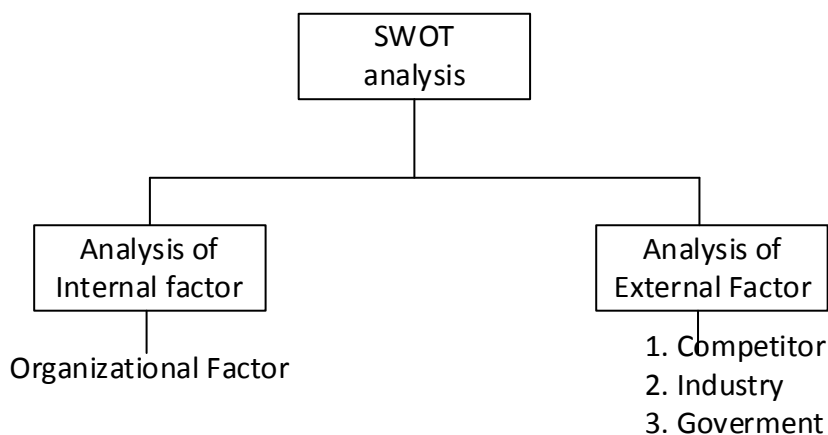 SWOT
analysis
Analysis of
Internal factor
Organizational Factor
Analysis of
External Factor
1. Competitor
2. Industry
3. Goverment